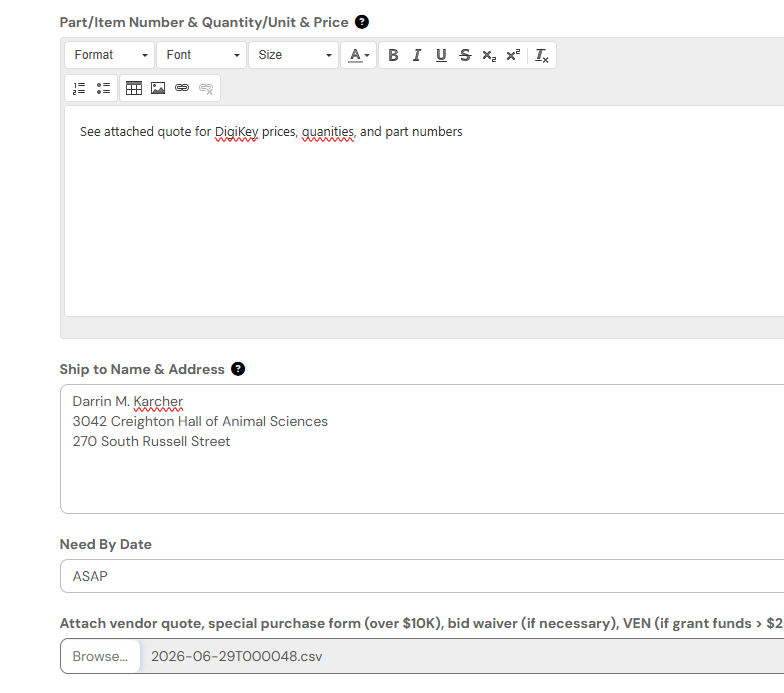 Part/Item Number & Quantity/Unit & Price ?
Format Font Size A B I U S x₂ x² Tx
See attached quote for DigiKey prices, quanities, and part numbers
Ship to Name & Address ?
Darrin M. Karcher
3042 Creighton Hall of Animal Sciences
270 South Russell Street
Need By Date
ASAP
Attach vendor quote, special purchase form (over $10K), bid waiver (if necessary), VEN (if grant funds > $2
Browse... 2026-06-29T000048.csv